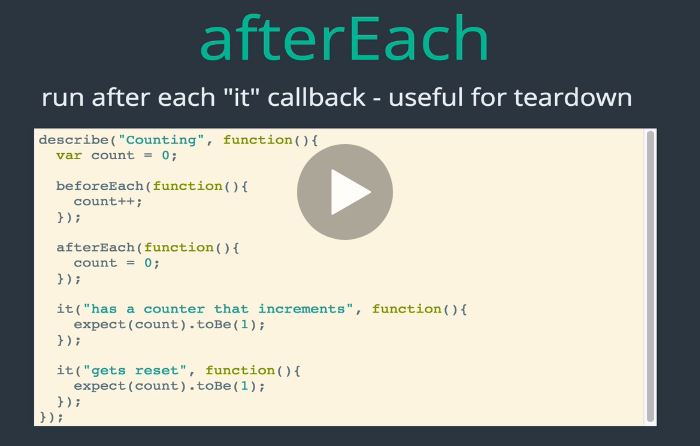 afterEach
run after each "it" callback - useful for teardown
describe("Counting", function(){
  var count = 0;
  beforeEach(function(){
    count++;
  });
  afterEach(function(){
    count = 0;
  });
  it("has a counter that increments", function(){
    expect(count).toBe(1);
  });
  it("gets reset", function(){
    expect(count).toBe(1);
  });
});